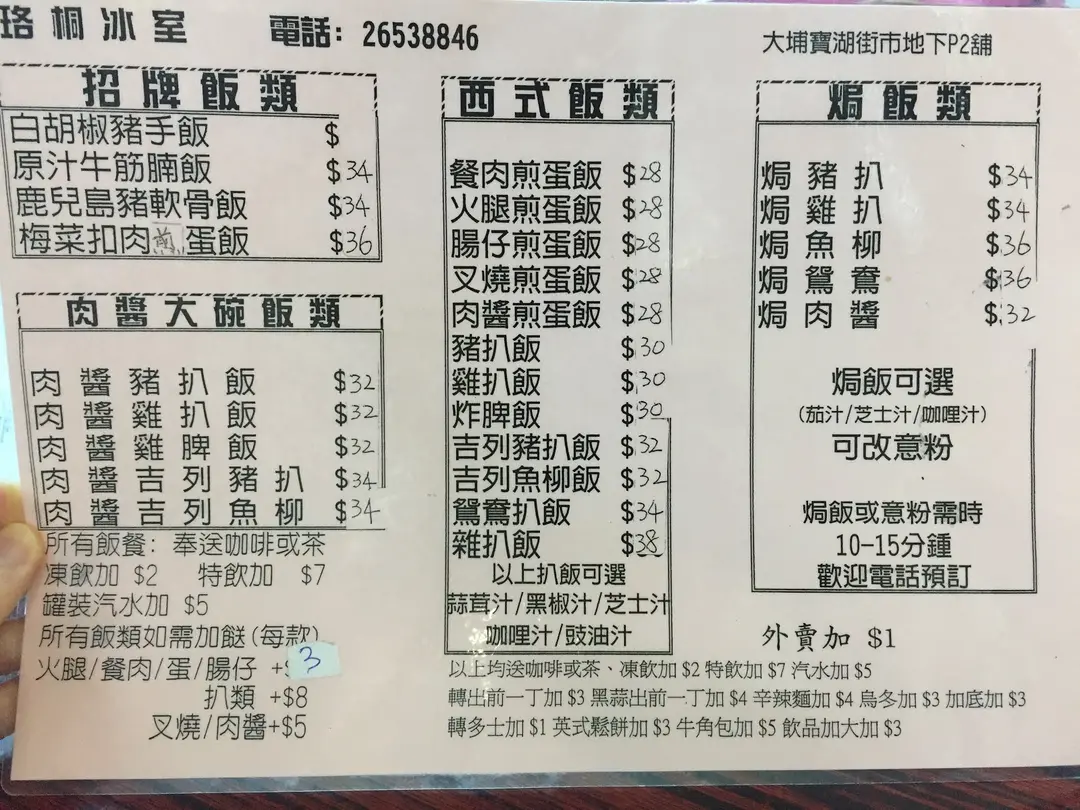 珞桐冰室 電話: 26538846 大埔寶湖街市地下P2舖
招牌飯類
白胡椒豬手飯 $
原汁牛筋腩飯 $34
鹿兒島豬軟骨飯 $34
梅菜扣肉煎蛋飯 $36
肉醬大碗飯類
肉醬豬扒飯 $32
肉醬雞扒飯 $32
肉醬雞脾飯 $32
肉醬吉列豬扒 $34
肉醬吉列魚柳 $34
所有飯餐: 奉送咖啡或茶
凍飲加 $2 特飲加 $7
罐裝汽水加 $5
所有飯類如需加餸(每款)
火腿/餐肉/蛋/腸仔 +$3
扒類 +$8
叉燒/肉醬+$5
西式飯類
餐肉煎蛋飯 $28
火腿煎蛋飯 $28
腸仔煎蛋飯 $28
叉燒煎蛋飯 $28
肉醬煎蛋飯 $28
豬扒飯 $30
雞扒飯 $30
炸脾飯 $30
吉列豬扒飯 $32
吉列魚柳飯 $32
鴛鴦扒飯 $34
雜扒飯 $38
以上扒飯可選
蒜茸汁/黑椒汁/芝士汁
咖哩汁/豉油汁
焗飯類
焗豬扒 $34
焗雞扒 $34
焗魚柳 $36
焗鴛鴦 $36
焗肉醬 $32
焗飯可選
(茄汁/芝士汁/咖哩汁)
可改意粉
焗飯或意粉需時
10-15分鍾
歡迎電話預訂
外賣加 $1
以上均送咖啡或茶、凍飲加 $2 特飲加 $7 汽水加 $5
轉出前一丁加 $3 黑蒜出前一丁加 $4 辛辣麵加 $4 烏冬加 $3 加底加 $3
轉多士加 $1 英式鬆餅加 $3 牛角包加 $5 飲品加大加 $3